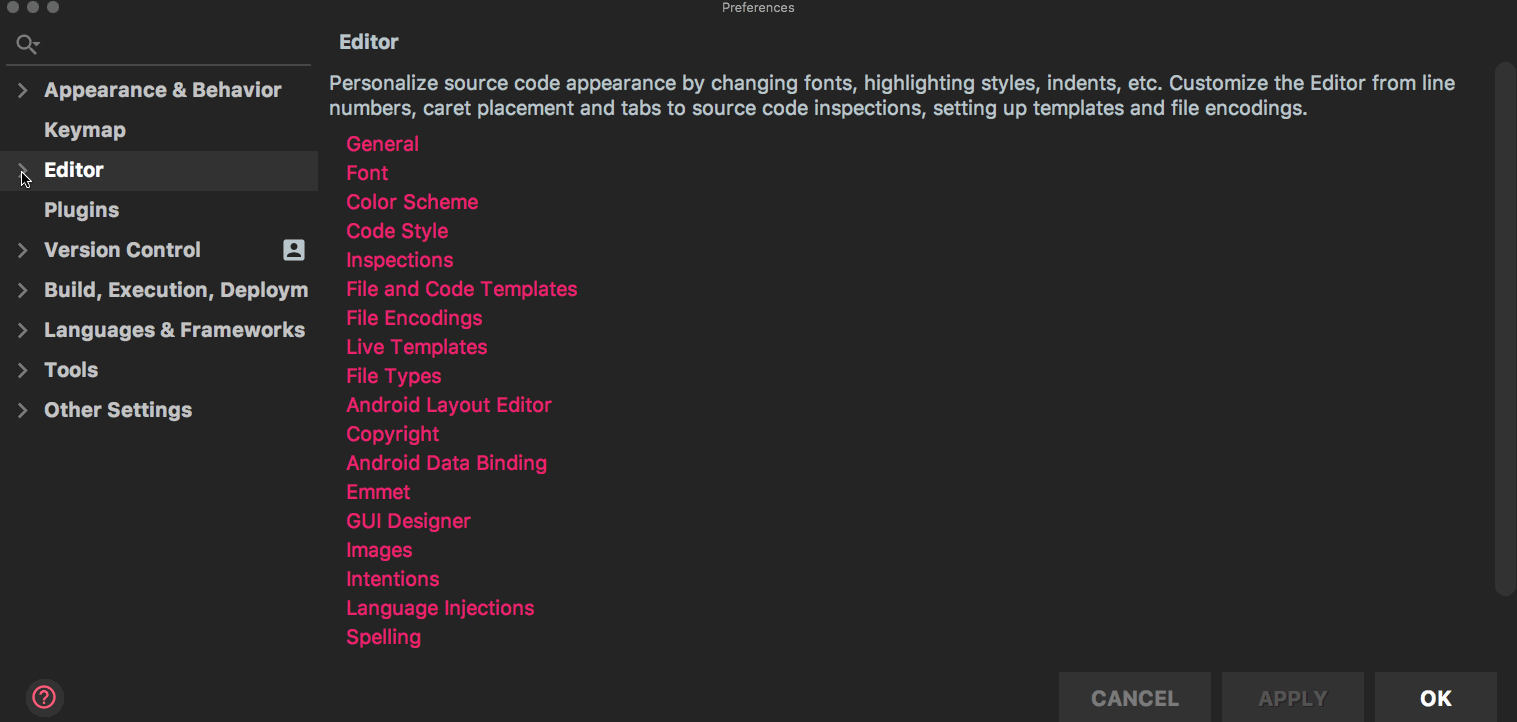 Preferences
Appearance & Behavior
Keymap
Editor
Plugins
Version Control
Build, Execution, Deploym
Languages & Frameworks
Tools
Other Settings
Editor
Personalize source code appearance by changing fonts, highlighting styles, indents, etc. Customize the Editor from line
numbers, caret placement and tabs to source code inspections, setting up templates and file encodings.
General
Font
Color Scheme
Code Style
Inspections
File and Code Templates
File Encodings
Live Templates
File Types
Android Layout Editor
Copyright
Android Data Binding
Emmet
GUI Designer
Images
Intentions
Language Injections
Spelling
?
CANCEL
APPLY
OK